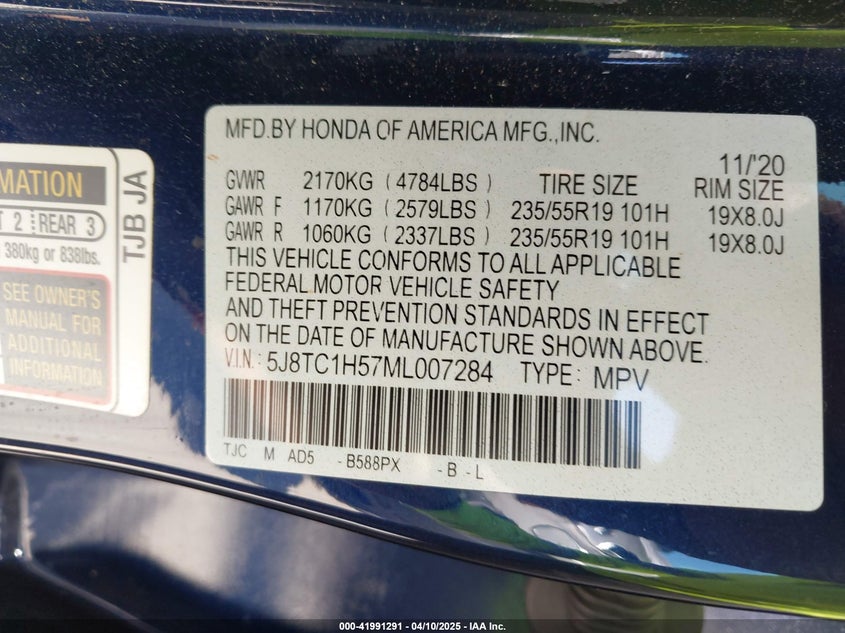 MFD.BY HONDA OF AMERICA MFG.,INC.
11/'20
GVWR 2170KG ( 4784LBS ) TIRE SIZE RIM SIZE
GAWR F 1170KG ( 2579LBS ) 235/55R19 101H 19X8.0J
GAWR R 1060KG ( 2337LBS ) 235/55R19 101H 19X8.0J
THIS VEHICLE CONFORMS TO ALL APPLICABLE
FEDERAL MOTOR VEHICLE SAFETY
AND THEFT PREVENTION STANDARDS IN EFFECT
ON THE DATE OF MANUFACTURE SHOWN ABOVE.
V.I.N.: 5J8TC1H57ML007284 TYPE: MPV
TJC M AD5 -B588PX -B -L
2 REAR 3
380kg or 838lbs.
SEE OWNER'S
MANUAL FOR
ADDITIONAL
INFORMATION
TJB JA
000-41991291 - 04/10/2025 - IAA Inc.